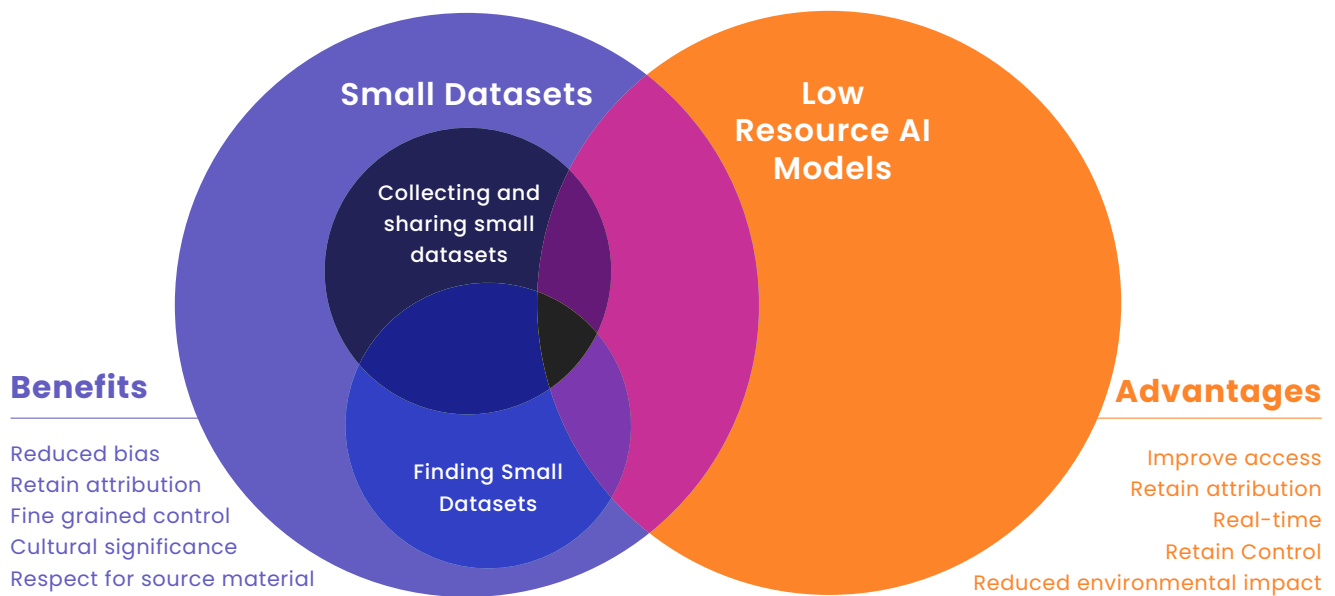 Small Datasets
Low
Resource AI
Models
Collecting and
sharing small
datasets
Finding Small
Datasets
Benefits
Reduced bias
Retain attribution
Fine grained control
Cultural significance
Respect for source material
Advantages
Improve access
Retain attribution
Real-time
Retain Control
Reduced environmental impact